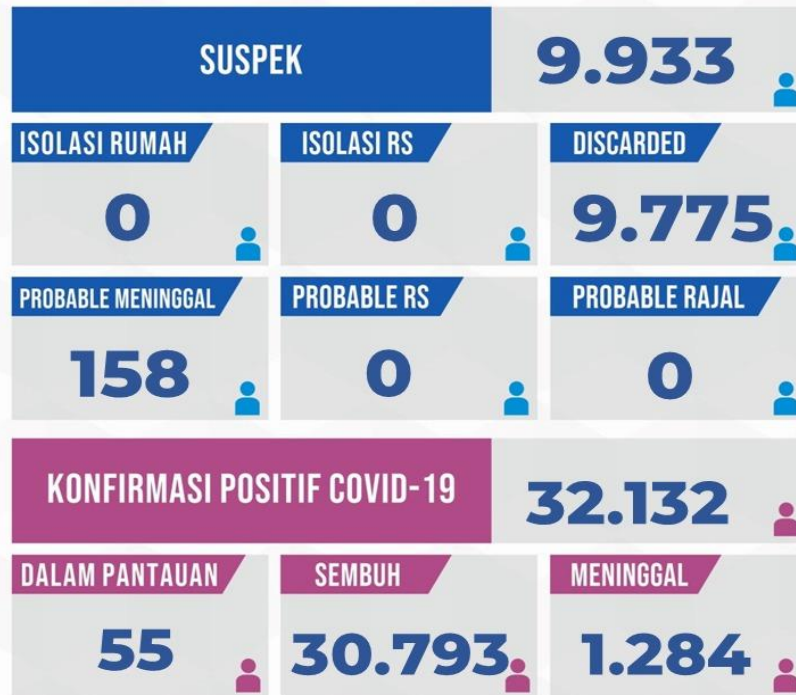 SUSPEK 9.933
ISOLASI RUMAH ISOLASI RS DISCARDED
0 0 9.775
PROBABLE MENINGGAL PROBABLE RS PROBABLE RAJAL
158 0 0
KONFIRMASI POSITIF COVID-19 32.132
DALAM PANTAUAN SEMBUH MENINGGAL
55 30.793 1.284